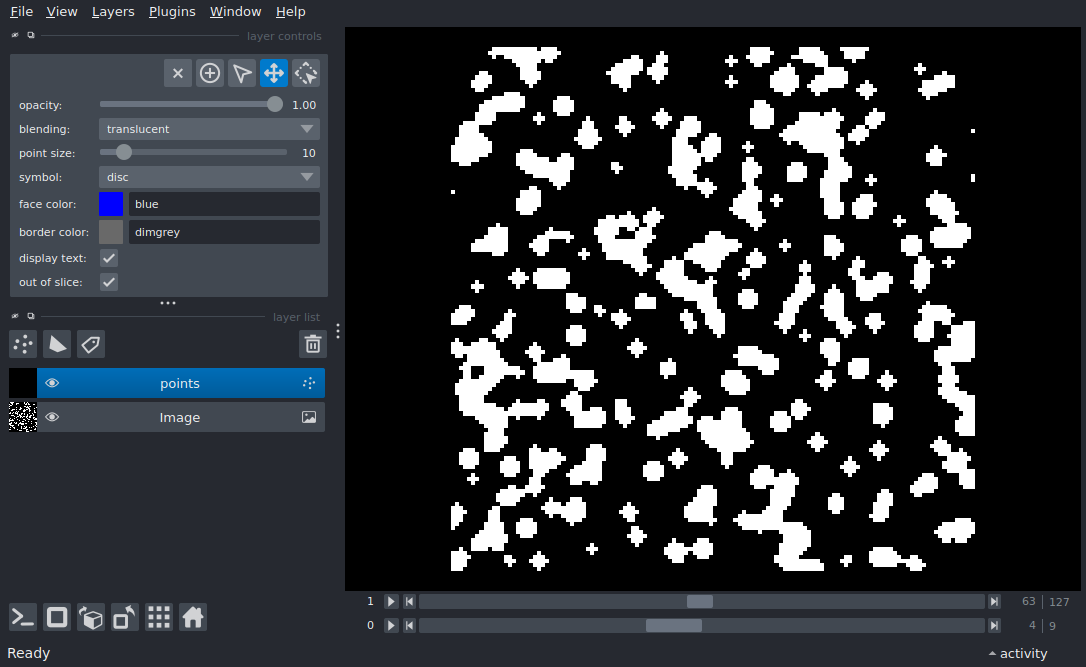 File View Layers Plugins Window Help
layer controls
opacity: 1.00
blending: translucent
point size: 10
symbol: disc
face color: blue
border color: dimgrey
display text:
out of slice:
layer list
points
Image
1 63 127
0 4 9
Ready activity